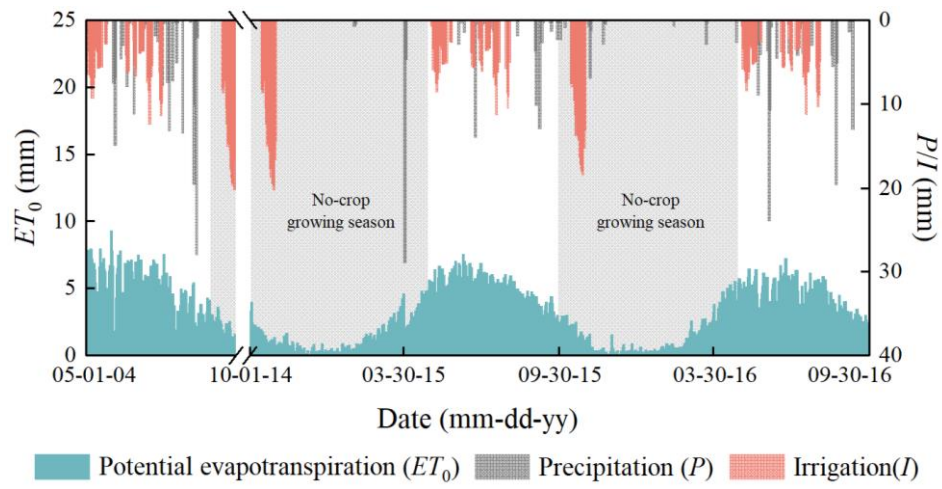 25
20
15
10
5
0
ET0 (mm)
0
10
20
30
40
P/I (mm)
No-crop
growing season
No-crop
growing season
05-01-04
10-01-14
03-30-15
09-30-15
03-30-16
09-30-16
Date (mm-dd-yy)
Potential evapotranspiration (ET0) Precipitation (P) Irrigation(I)